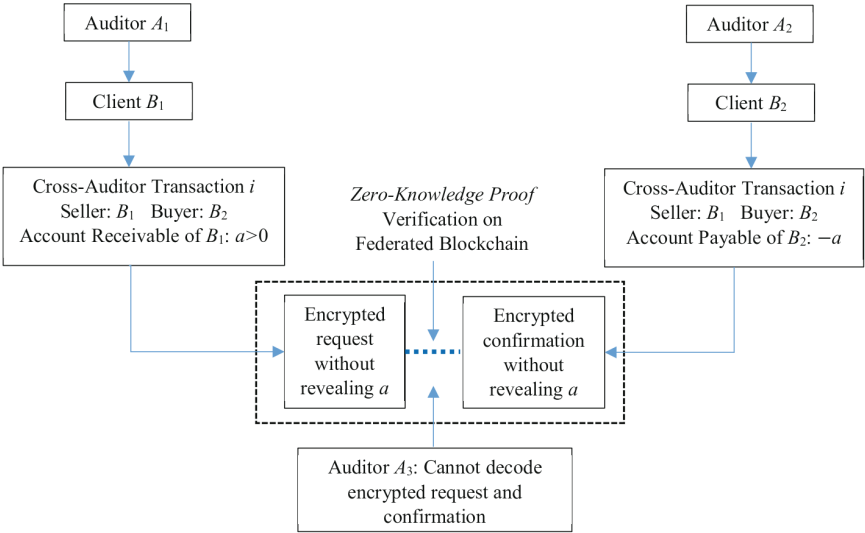 Auditor A₁
Auditor A₂
Client B₁
Client B₂
Cross-Auditor Transaction i
Seller: B₁ Buyer: B₂
Account Receivable of B₁: a>0
Zero-Knowledge Proof
Verification on
Federated Blockchain
Cross-Auditor Transaction i
Seller: B₁ Buyer: B₂
Account Payable of B₂: −a
Encrypted
request
without
revealing a
Encrypted
confirmation
without
revealing a
Auditor A₃: Cannot decode
encrypted request and
confirmation